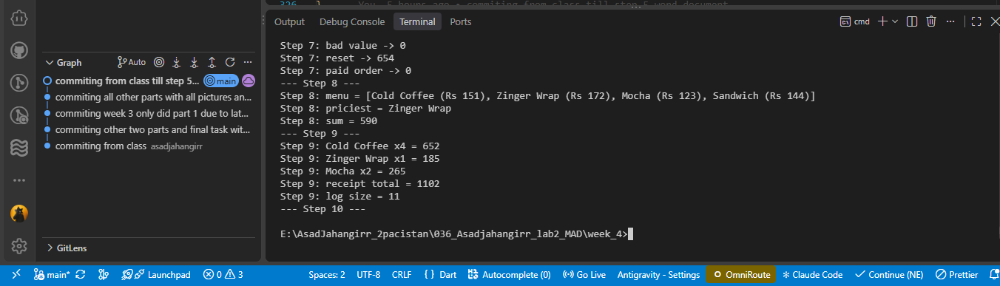 326 }
You, 5 hours ago • commiting from class till step 5 word document
Output Debug Console Terminal Ports
cmd
Graph
Auto
commiting from class till step 5... main
commiting all other parts with all pictures an...
commiting week 3 only did part 1 due to lat...
commiting other two parts and final task wit...
commiting from class asadjahangirr
GitLens
Step 7: bad value -> 0
Step 7: reset -> 654
Step 7: paid order -> 0
--- Step 8 ---
Step 8: menu = [Cold Coffee (Rs 151), Zinger Wrap (Rs 172), Mocha (Rs 123), Sandwich (Rs 144)]
Step 8: priciest = Zinger Wrap
Step 8: sum = 590
--- Step 9 ---
Step 9: Cold Coffee x4 = 652
Step 9: Zinger Wrap x1 = 185
Step 9: Mocha x2 = 265
Step 9: receipt total = 1102
Step 9: log size = 11
--- Step 10 ---
E:\AsadJahangirr_2pacistan\036_Asadjahangirr_lab2_MAD\week_4>
main* Launchpad 0 3 Spaces: 2 UTF-8 CRLF { } Dart Autocomplete (0) Go Live Antigravity - Settings OmniRoute Claude Code Continue (NE) Prettier